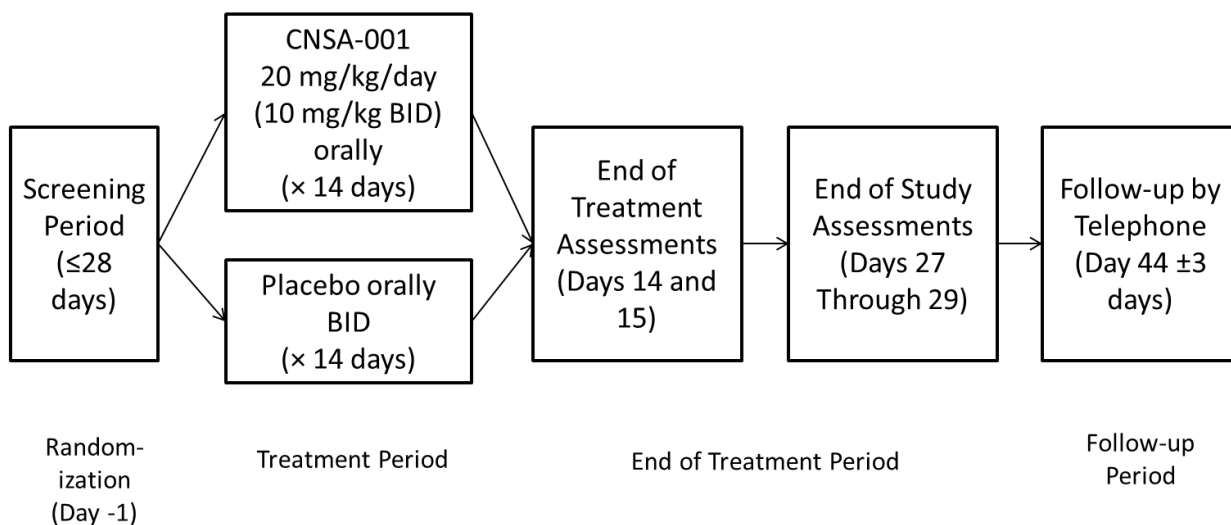 Screening
Period
(≤28
days)
CNSA-001
20 mg/kg/day
(10 mg/kg BID)
orally
(× 14 days)
Placebo orally
BID
(× 14 days)
End of
Treatment
Assessments
(Days 14 and
15)
End of Study
Assessments
(Days 27
Through 29)
Follow-up by
Telephone
(Day 44 ±3
days)
Random-
ization
(Day -1)
Treatment Period
End of Treatment Period
Follow-up
Period